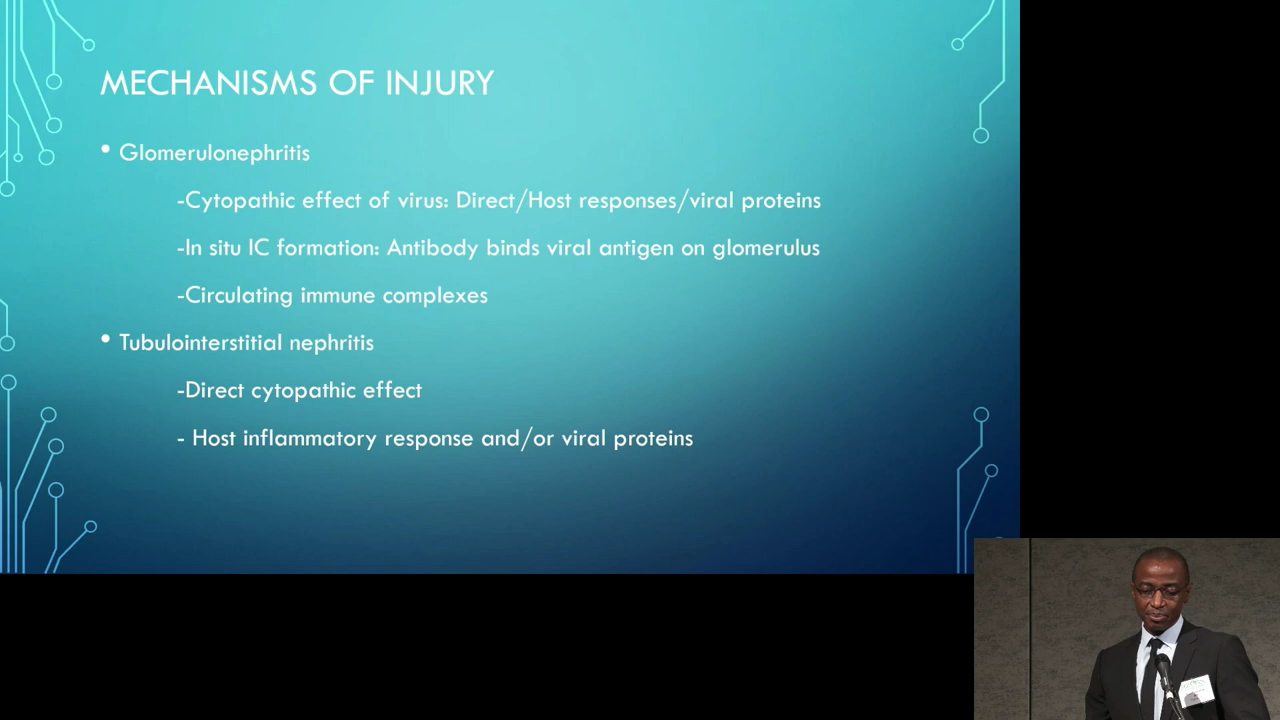 MECHANISMS OF INJURY
• Glomerulonephritis
-Cytopathic effect of virus: Direct/Host responses/viral proteins
-In situ IC formation: Antibody binds viral antigen on glomerulus
-Circulating immune complexes
• Tubulointerstitial nephritis
-Direct cytopathic effect
- Host inflammatory response and/or viral proteins